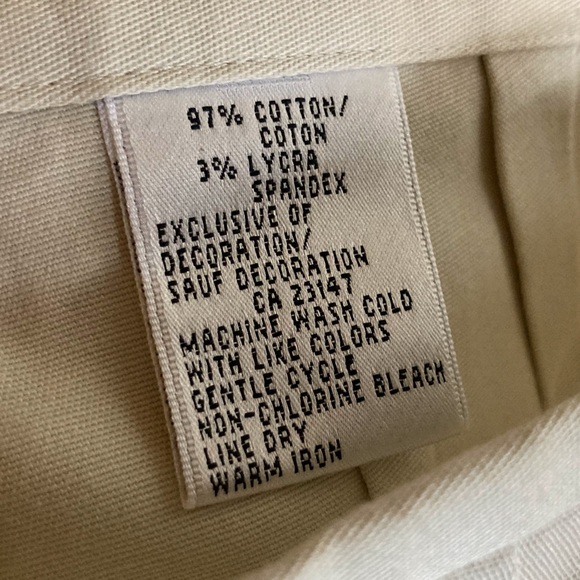 97% COTTON/
COTON
3% LYCRA
SPANDEX
EXCLUSIVE OF
DECORATION/
SAUF DECORATION
CA 23147
MACHINE WASH COLD
WITH LIKE COLORS
GENTLE CYCLE
NON-CHLORINE BLEACH
LINE DRY
WARM IRON